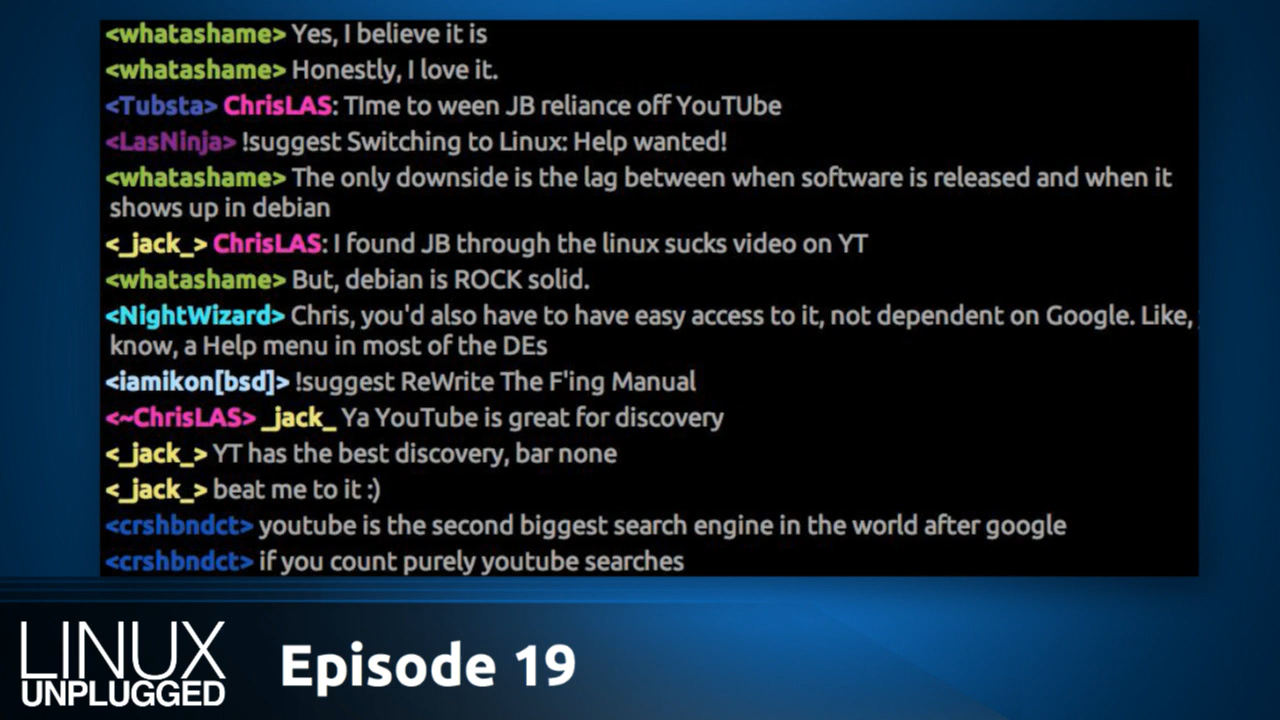 <whatashame> Yes, I believe it is
<whatashame> Honestly, I love it.
<Tubsta> ChrisLAS: TIme to ween JB reliance off YouTUbe
<LasNinja> !suggest Switching to Linux: Help wanted!
<whatashame> The only downside is the lag between when software is released and when it
shows up in debian
<_jack_> ChrisLAS: I found JB through the linux sucks video on YT
<whatashame> But, debian is ROCK solid.
<NightWizard> Chris, you'd also have to have easy access to it, not dependent on Google. Like,
know, a Help menu in most of the DEs
<iamikon[bsd]> !suggest ReWrite The F'ing Manual
<~ChrisLAS> _jack_ Ya YouTube is great for discovery
<_jack_> YT has the best discovery, bar none
<_jack_> beat me to it :)
<crshbndct> youtube is the second biggest search engine in the world after google
<crshbndct> if you count purely youtube searches
LINUX
UNPLUGGED
Episode 19